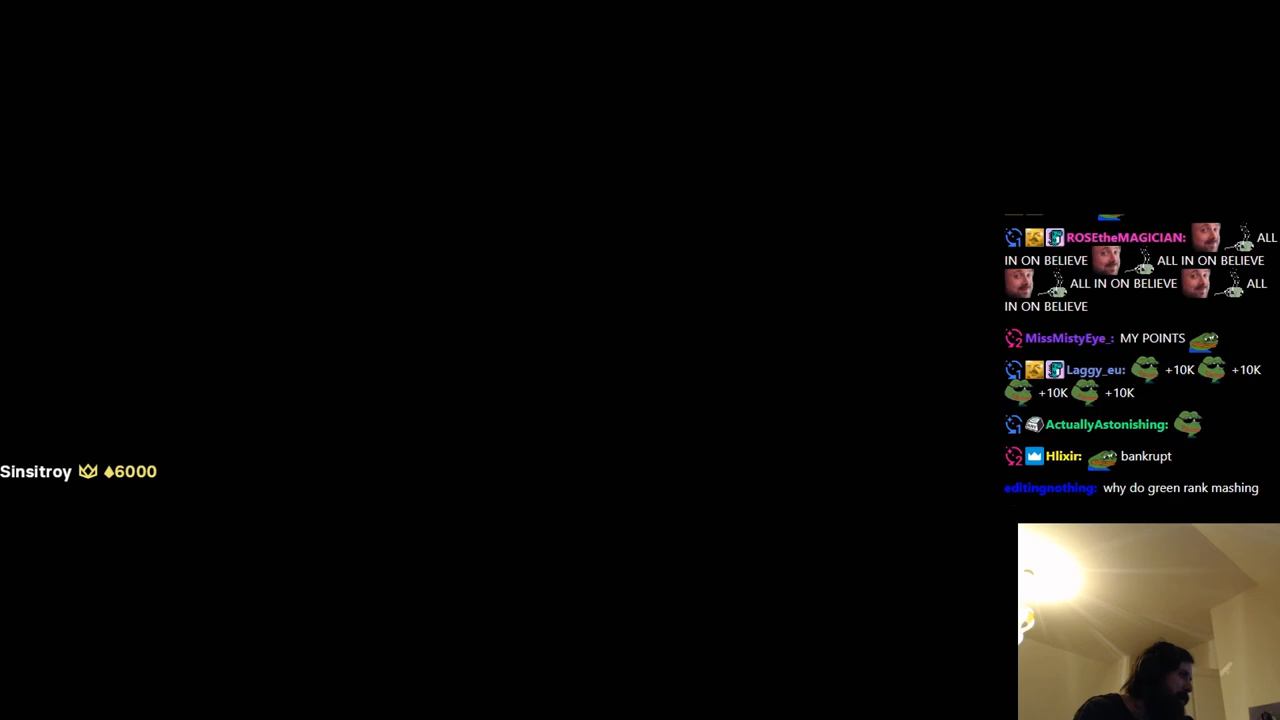 ROSEtheMAGICIAN: ALL
IN ON BELIEVE ALL IN ON BELIEVE
ALL IN ON BELIEVE ALL
IN ON BELIEVE
MissMistyEye_: MY POINTS
Laggy_eu: +10K +10K
+10K +10K
ActuallyAstonishing:
Sinsitroy 6000
Hlixir: bankrupt
editingnothing: why do green rank mashing